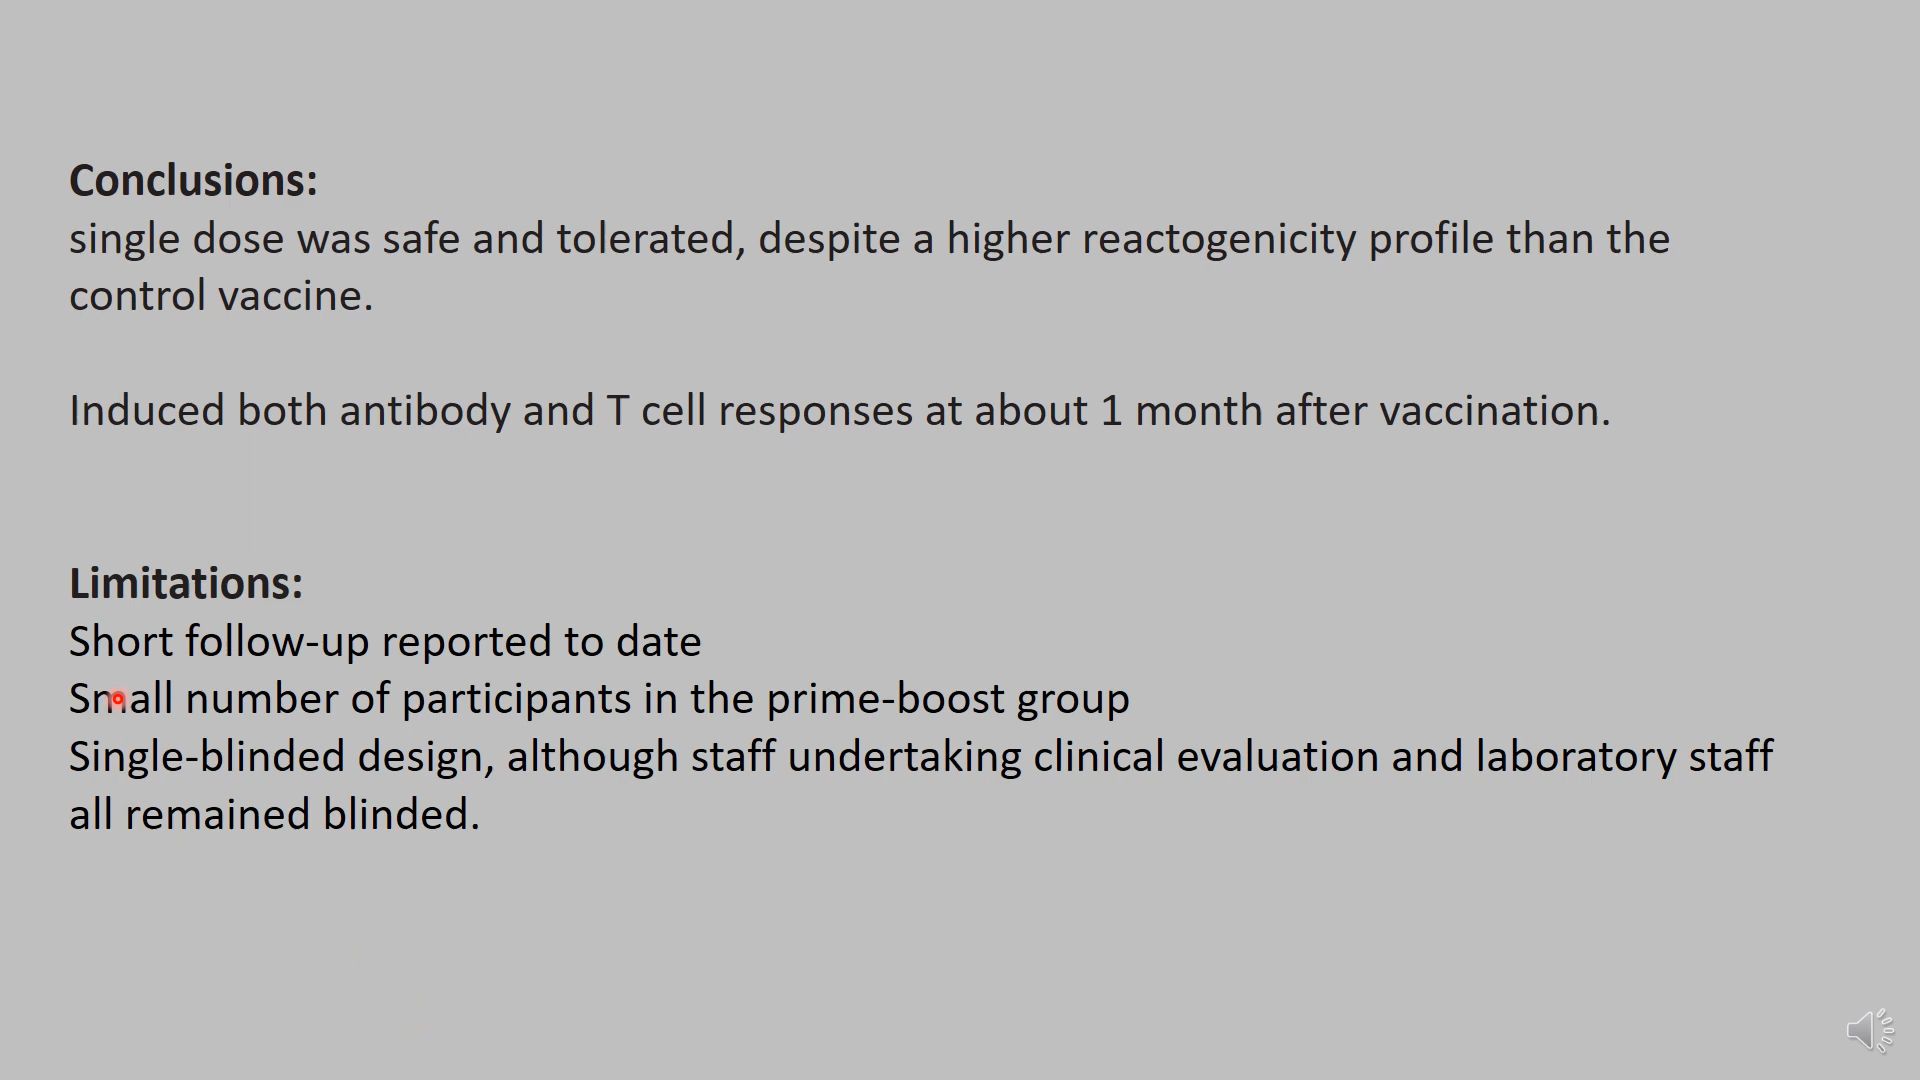 Conclusions:
single dose was safe and tolerated, despite a higher reactogenicity profile than the
control vaccine.
Induced both antibody and T cell responses at about 1 month after vaccination.
Limitations:
Short follow-up reported to date
Small number of participants in the prime-boost group
Single-blinded design, although staff undertaking clinical evaluation and laboratory staff
all remained blinded.